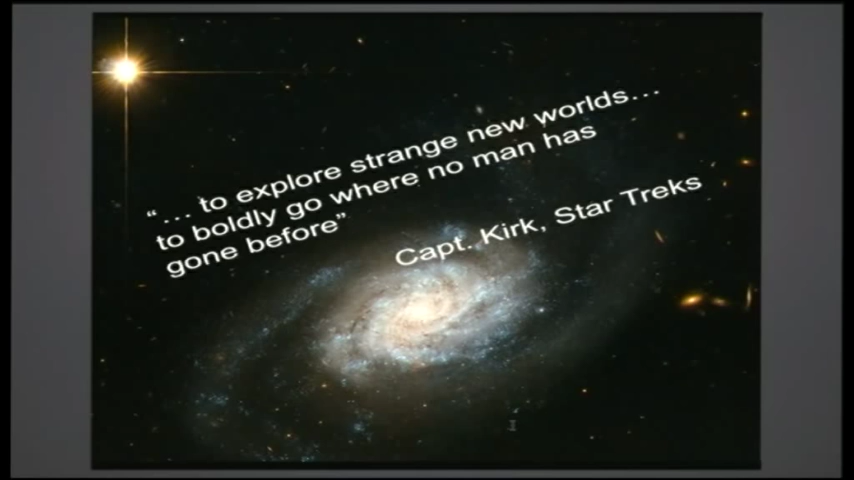 “... to explore strange new worlds...
to boldly go where no man has
gone before”
Capt. Kirk, Star Treks